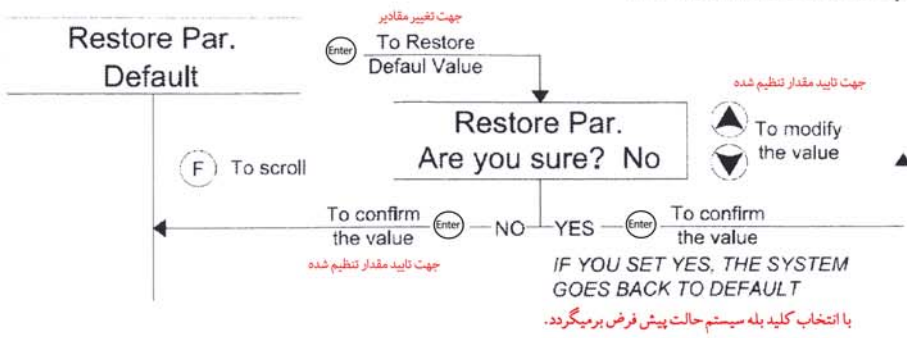 جهت تغییر مقادیر
Restore Par.
Default
Enter
To Restore
Defaul Value
جهت تایید مقدار تنظیم شده
Restore Par.
Are you sure? No
To modify
the value
F
To scroll
To confirm
the value
Enter
NO
YES
Enter
To confirm
the value
جهت تایید مقدار تنظیم شده
IF YOU SET YES, THE SYSTEM
GOES BACK TO DEFAULT
با انتخاب کلید بله سیستم حالت پیش فرض برمیگردد.